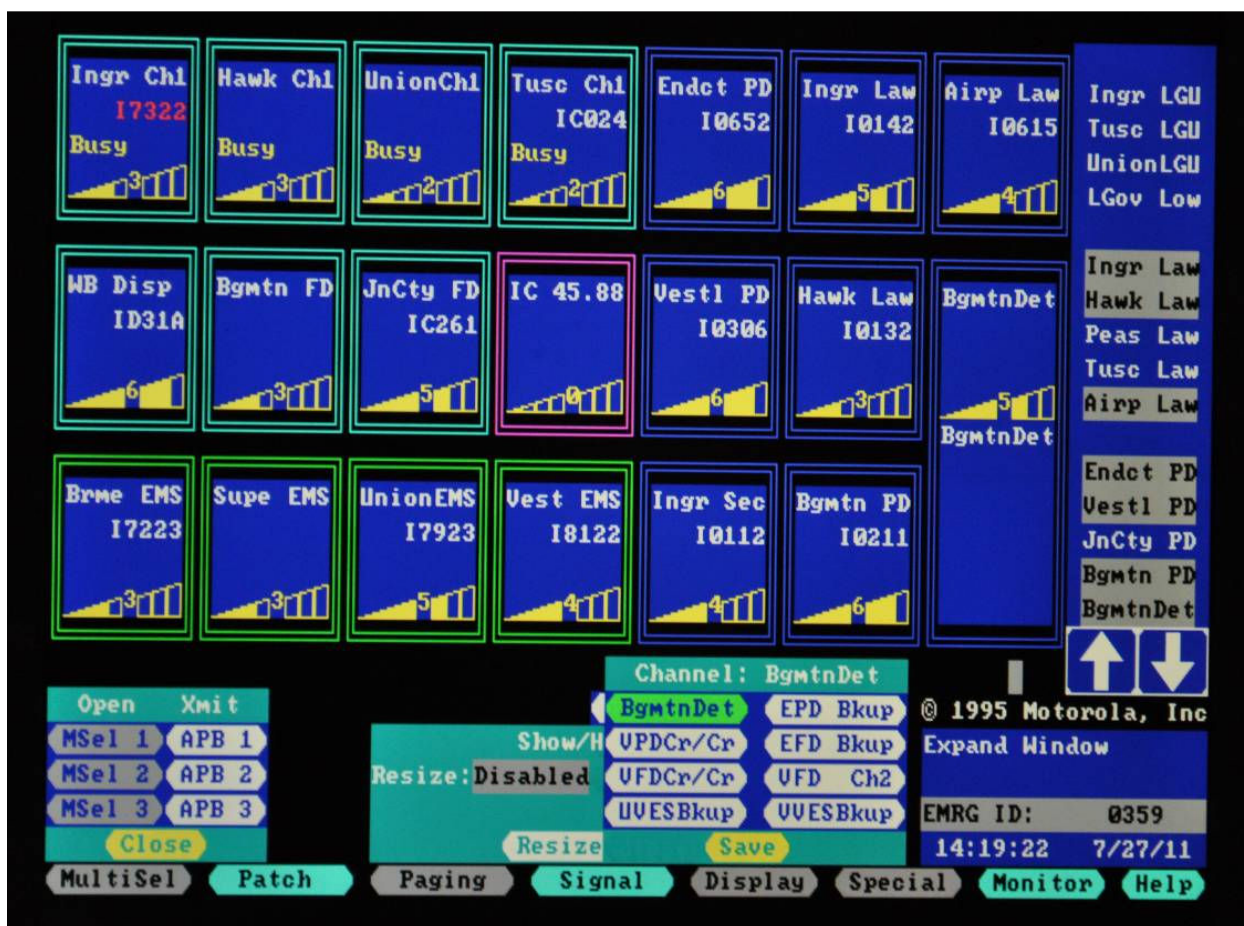 Ingr Ch1
I7322
Busy
3
Hawk Ch1
Busy
3
UnionCh1
Busy
2
Tusc Ch1
IC024
Busy
2
Endct PD
I0652
6
Ingr Law
I0142
5
Airp Law
I0615
4
WB Disp
ID31A
6
Bgmtn FD
3
JnCty FD
IC261
5
IC 45.88
0
Vestl PD
I0306
6
Hawk Law
I0132
3
BgmtnDet
5
BgmtnDet
Brme EMS
I7223
3
Supe EMS
3
UnionEMS
I7923
5
Vest EMS
I8122
4
Ingr Sec
I0112
4
Bgmtn PD
I0211
6
Ingr LGU
Tusc LGU
UnionLGU
LGov Low
Ingr Law
Hawk Law
Peas Law
Tusc Law
Airp Law
Endct PD
Vestl PD
JnCty PD
Bgmtn PD
BgmtnDet
Open Xmit
MSel 1 APB 1
MSel 2 APB 2
MSel 3 APB 3
Close
Show/H
Resize:Disabled
Resize
Channel: BgmtnDet
BgmtnDet EPD Bkup
VPDCr/Cr EFD Bkup
VFDCr/Cr VFD Ch2
UVESBkup VVESBkup
Save
© 1995 Motorola, Inc
Expand Window
EMRG ID: 0359
14:19:22 7/27/11
MultiSel Patch Paging Signal Display Special Monitor Help